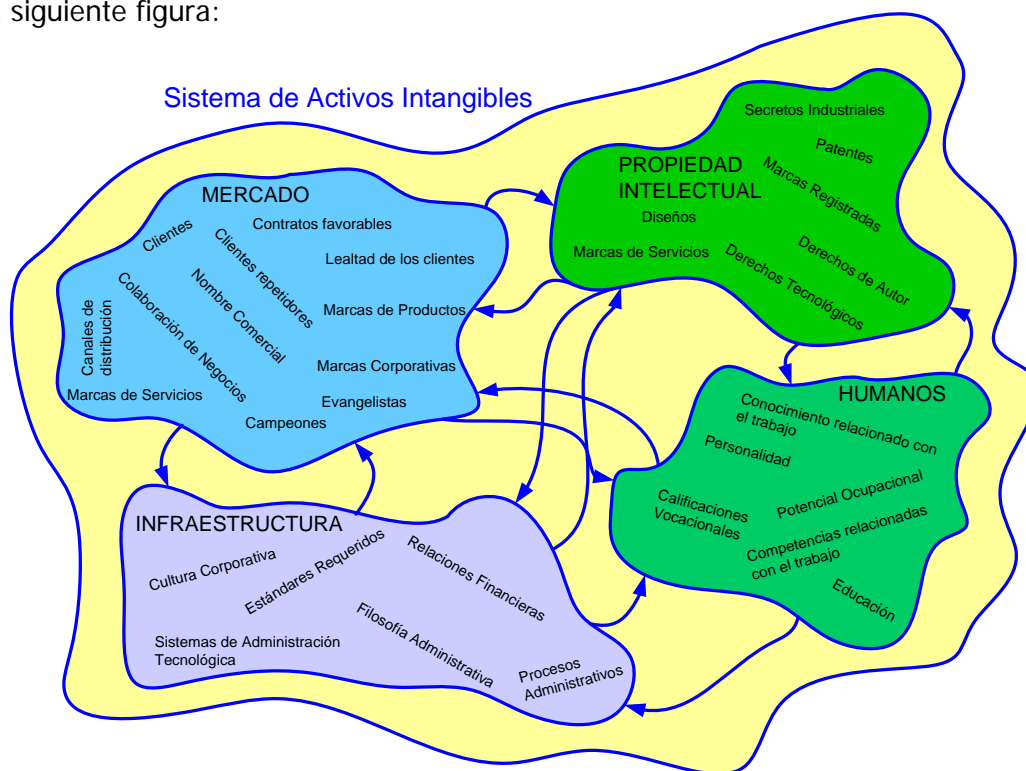 siguiente figura:
Sistema de Activos Intangibles
MERCADO
Contratos favorables
Clientes
Clientes repetidores
Lealtad de los clientes
Nombre Comercial
Colaboración de Negocios
Canales de
distribución
Marcas de Productos
Marcas Corporativas
Marcas de Servicios
Evangelistas
Campeones
PROPIEDAD
INTELECTUAL
Secretos Industriales
Patentes
Marcas Registradas
Diseños
Marcas de Servicios
Derechos de Autor
Derechos Tecnológicos
HUMANOS
Conocimiento relacionado con
el trabajo
Personalidad
Potencial Ocupacional
Calificaciones
Vocacionales
Competencias relacionadas
con el trabajo
Educación
INFRAESTRUCTURA
Cultura Corporativa
Estándares Requeridos
Relaciones Financieras
Sistemas de Administración
Tecnológica
Filosofía Administrativa
Procesos
Administrativos